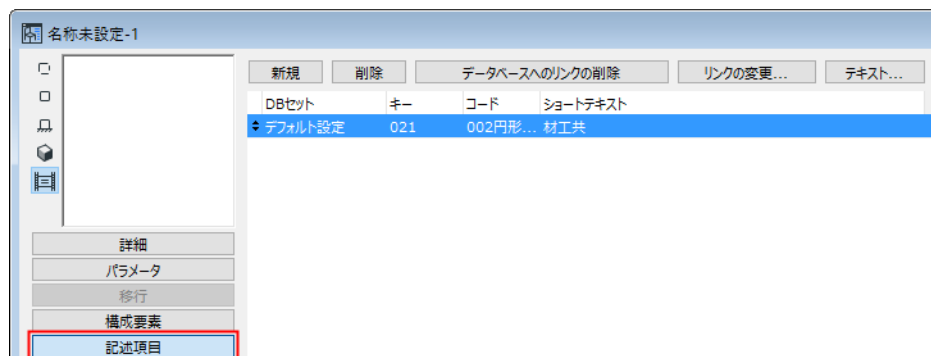 名称未設定-1
新規 削除 データベースへのリンクの削除 リンクの変更... テキスト...
DBセット キー コード ショートテキスト
デフォルト設定 021 002円形... 材工共
詳細
パラメータ
移行
構成要素
記述項目